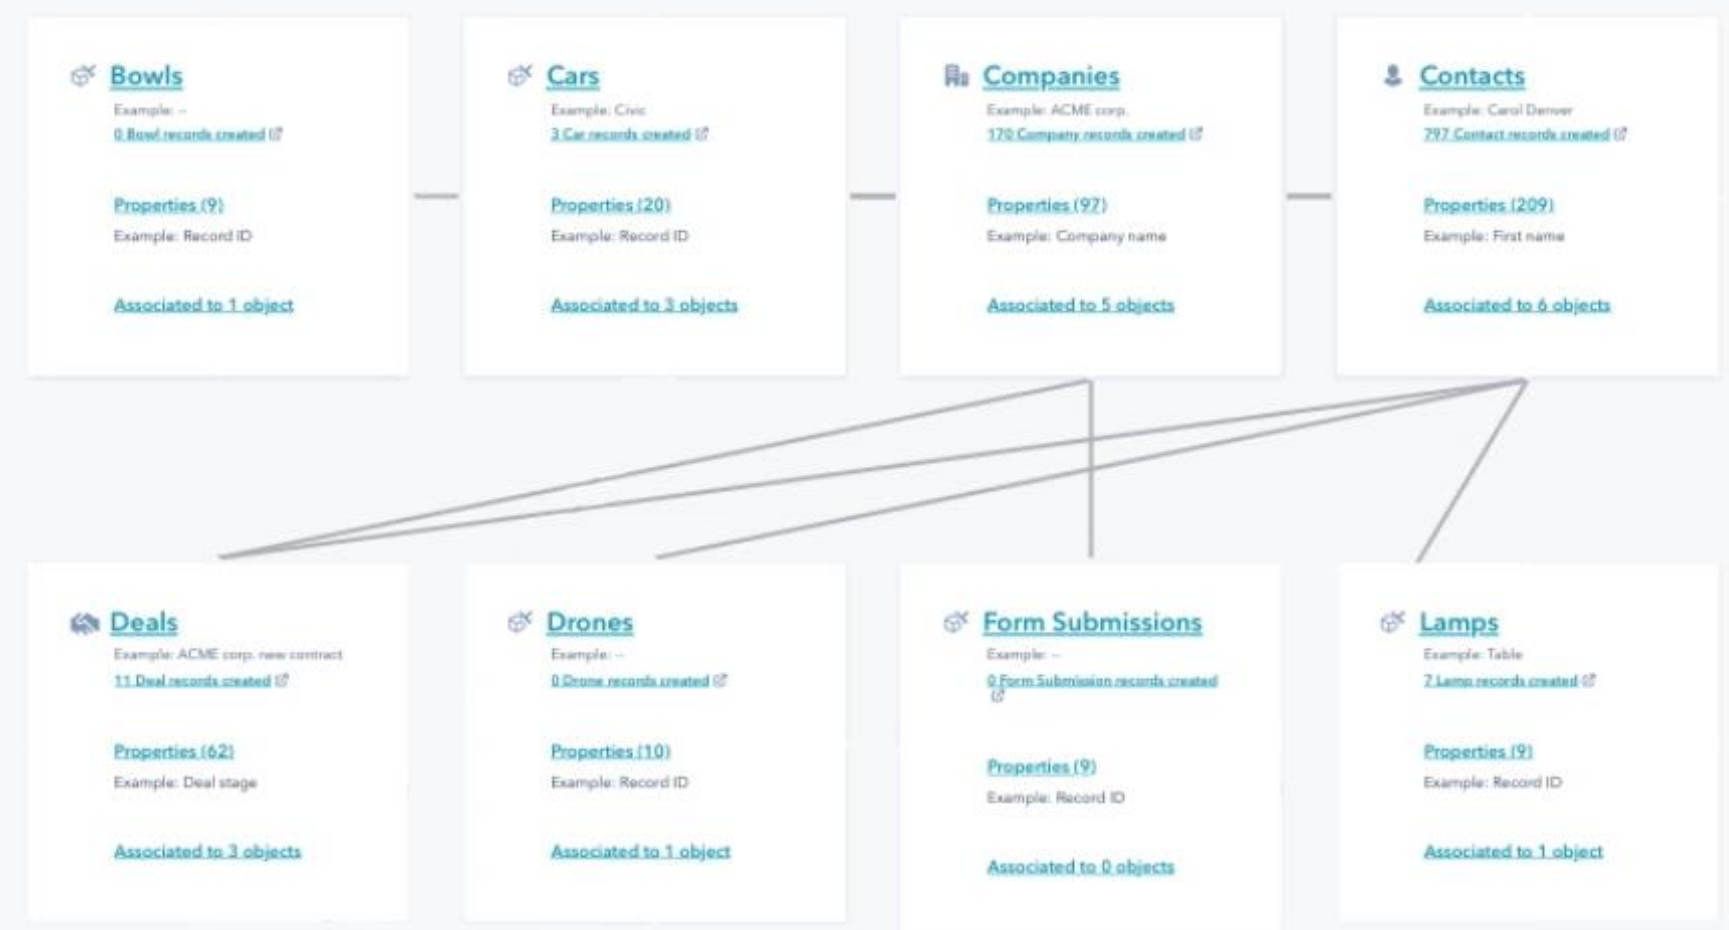 Bowls
Example: --
0 Bowl records created
Properties (9)
Example: Record ID
Associated to 1 object
Cars
Example: Civic
3 Car records created
Properties (20)
Example: Record ID
Associated to 3 objects
Companies
Example: ACME corp.
170 Company records created
Properties (97)
Example: Company name
Associated to 5 objects
Contacts
Example: Carol Denver
797 Contact records created
Properties (209)
Example: First name
Associated to 6 objects
Deals
Example: ACME corp. new contract
11 Deal records created
Properties (62)
Example: Deal stage
Associated to 3 objects
Drones
Example: --
0 Drone records created
Properties (10)
Example: Record ID
Associated to 1 object
Form Submissions
Example: --
0 Form Submission records created
Properties (9)
Example: Record ID
Associated to 0 objects
Lamps
Example: Table
7 Lamp records created
Properties (9)
Example: Record ID
Associated to 1 object